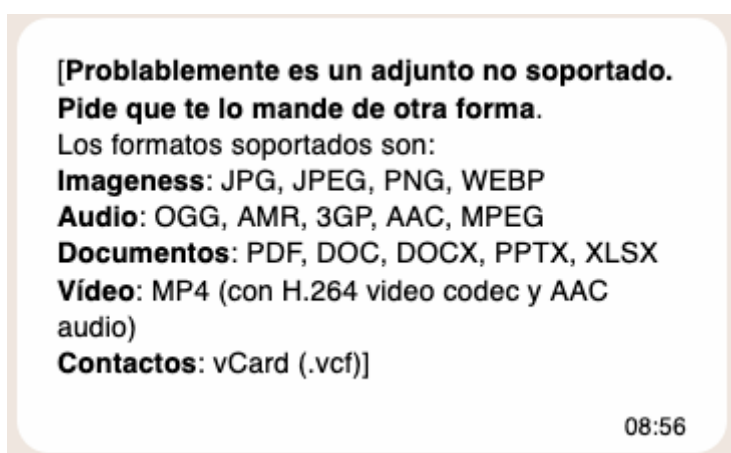 [Problablemente es un adjunto no soportado.
Pide que te lo mande de otra forma.
Los formatos soportados son:
Imageness: JPG, JPEG, PNG, WEBP
Audio: OGG, AMR, 3GP, AAC, MPEG
Documentos: PDF, DOC, DOCX, PPTX, XLSX
Vídeo: MP4 (con H.264 video codec y AAC
audio)
Contactos: vCard (.vcf)]
08:56